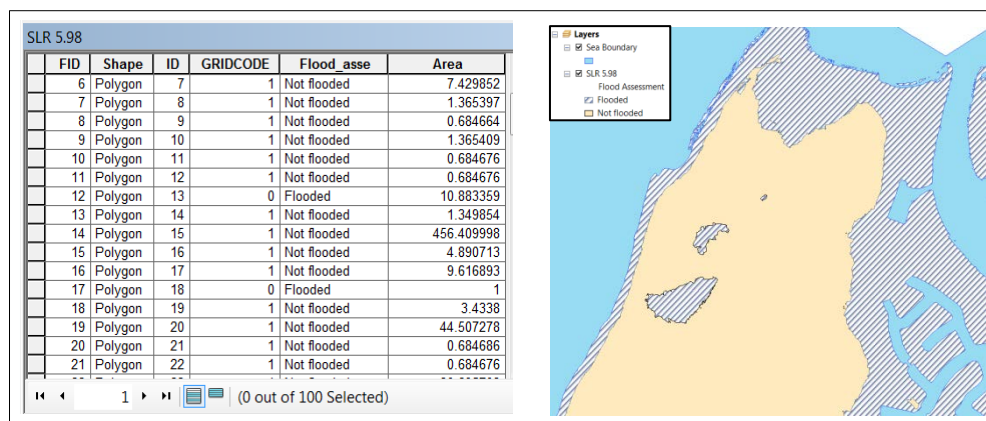 SLR 5.98
FID Shape ID GRIDCODE Flood_asse Area
6 Polygon 7 1 Not flooded 7.429852
7 Polygon 8 1 Not flooded 1.365397
8 Polygon 9 1 Not flooded 0.684664
9 Polygon 10 1 Not flooded 1.365409
10 Polygon 11 1 Not flooded 0.684676
11 Polygon 12 1 Not flooded 0.684676
12 Polygon 13 0 Flooded 10.883359
13 Polygon 14 1 Not flooded 1.349854
14 Polygon 15 1 Not flooded 456.409998
15 Polygon 16 1 Not flooded 4.890713
16 Polygon 17 1 Not flooded 9.616893
17 Polygon 18 0 Flooded 1
18 Polygon 19 1 Not flooded 3.4338
19 Polygon 20 1 Not flooded 44.507278
20 Polygon 21 1 Not flooded 0.684686
21 Polygon 22 1 Not flooded 0.684676
1 (0 out of 100 Selected)
Layers
Sea Boundary
SLR 5.98
Flood Assessment
Flooded
Not flooded